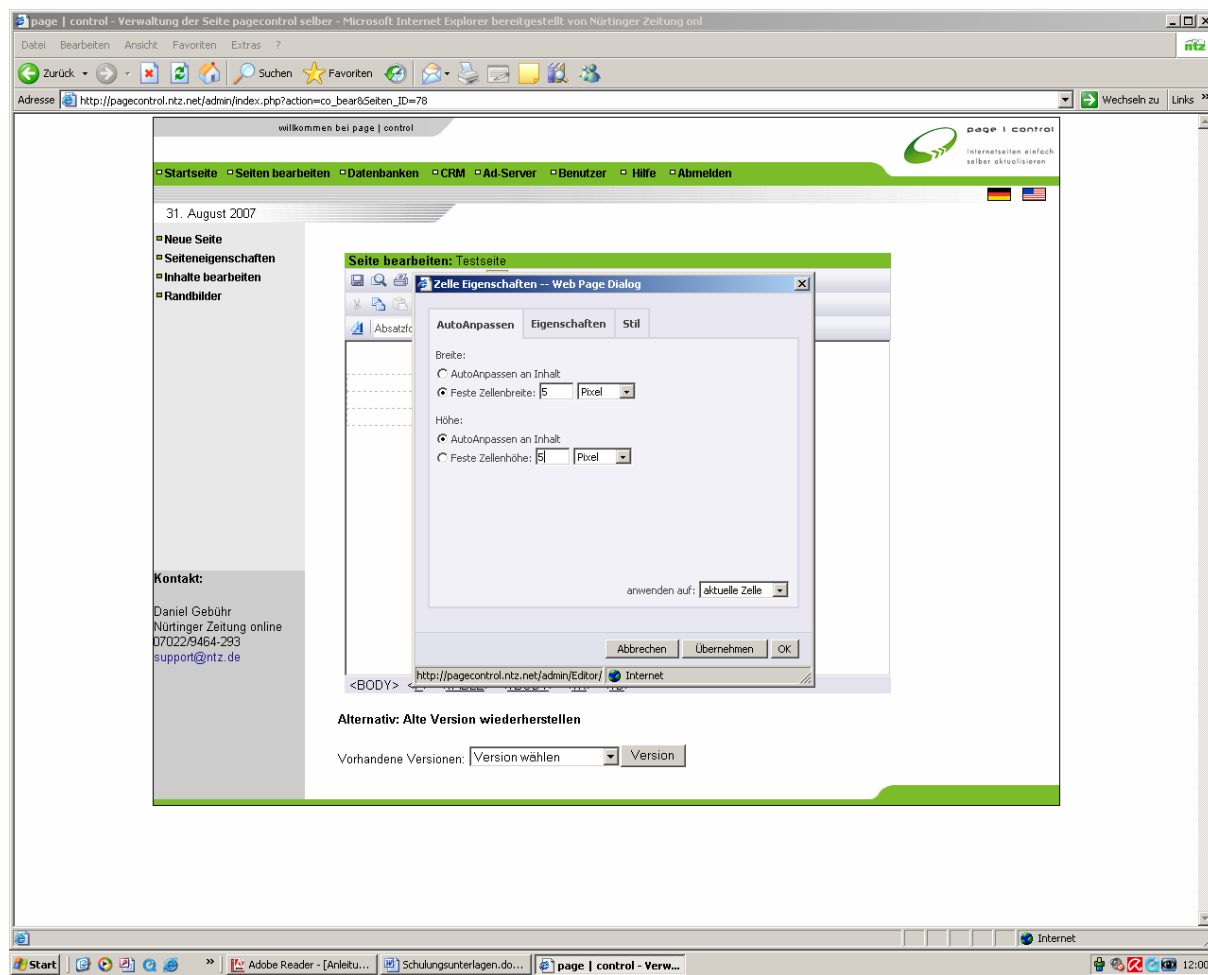 page | control - Verwaltung der Seite pagecontrol selber - Microsoft Internet Explorer bereitgestellt von Nürtinger Zeitung onl
Datei Bearbeiten Ansicht Favoriten Extras ?
ntz
Zurück Suchen Favoriten
Adresse http://pagecontrol.ntz.net/admin/index.php?action=co_bear&Seiten_ID=78 Wechseln zu Links »
willkommen bei page | control
page | control
Internetseiten einfach
selber aktualisieren
Startseite Seiten bearbeiten Datenbanken CRM Ad-Server Benutzer Hilfe Abmelden
31. August 2007
Neue Seite
Seiteneigenschaften
Inhalte bearbeiten
Randbilder
Seite bearbeiten: Testseite
Absatzfo
Zelle Eigenschaften -- Web Page Dialog
AutoAnpassen Eigenschaften Stil
Breite:
AutoAnpassen an Inhalt
Feste Zellenbreite: 5 Pixel
Höhe:
AutoAnpassen an Inhalt
Feste Zellenhöhe: 5 Pixel
anwenden auf: aktuelle Zelle
Abbrechen Übernehmen OK
http://pagecontrol.ntz.net/admin/Editor/ Internet
<BODY>
Kontakt:
Daniel Gebühr
Nürtinger Zeitung online
07022/9464-293
support@ntz.de
Alternativ: Alte Version wiederherstellen
Vorhandene Versionen: Version wählen Version
Internet
Start » Adobe Reader - [Anleitu... Schulungsunterlagen.do... page | control - Verw... 12:00